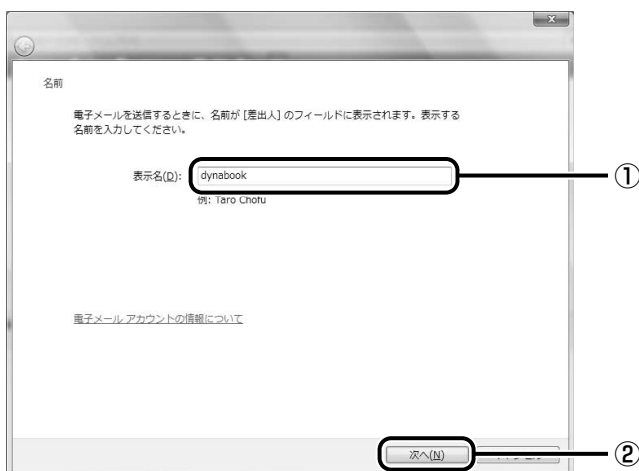 名前
電子メールを送信するときに、名前が [差出人] のフィールドに表示されます。表示する
名前を入力してください。
表示名(D): dynabook ①
例: Taro Chofu
電子メール アカウントの情報について
次へ(N) ②